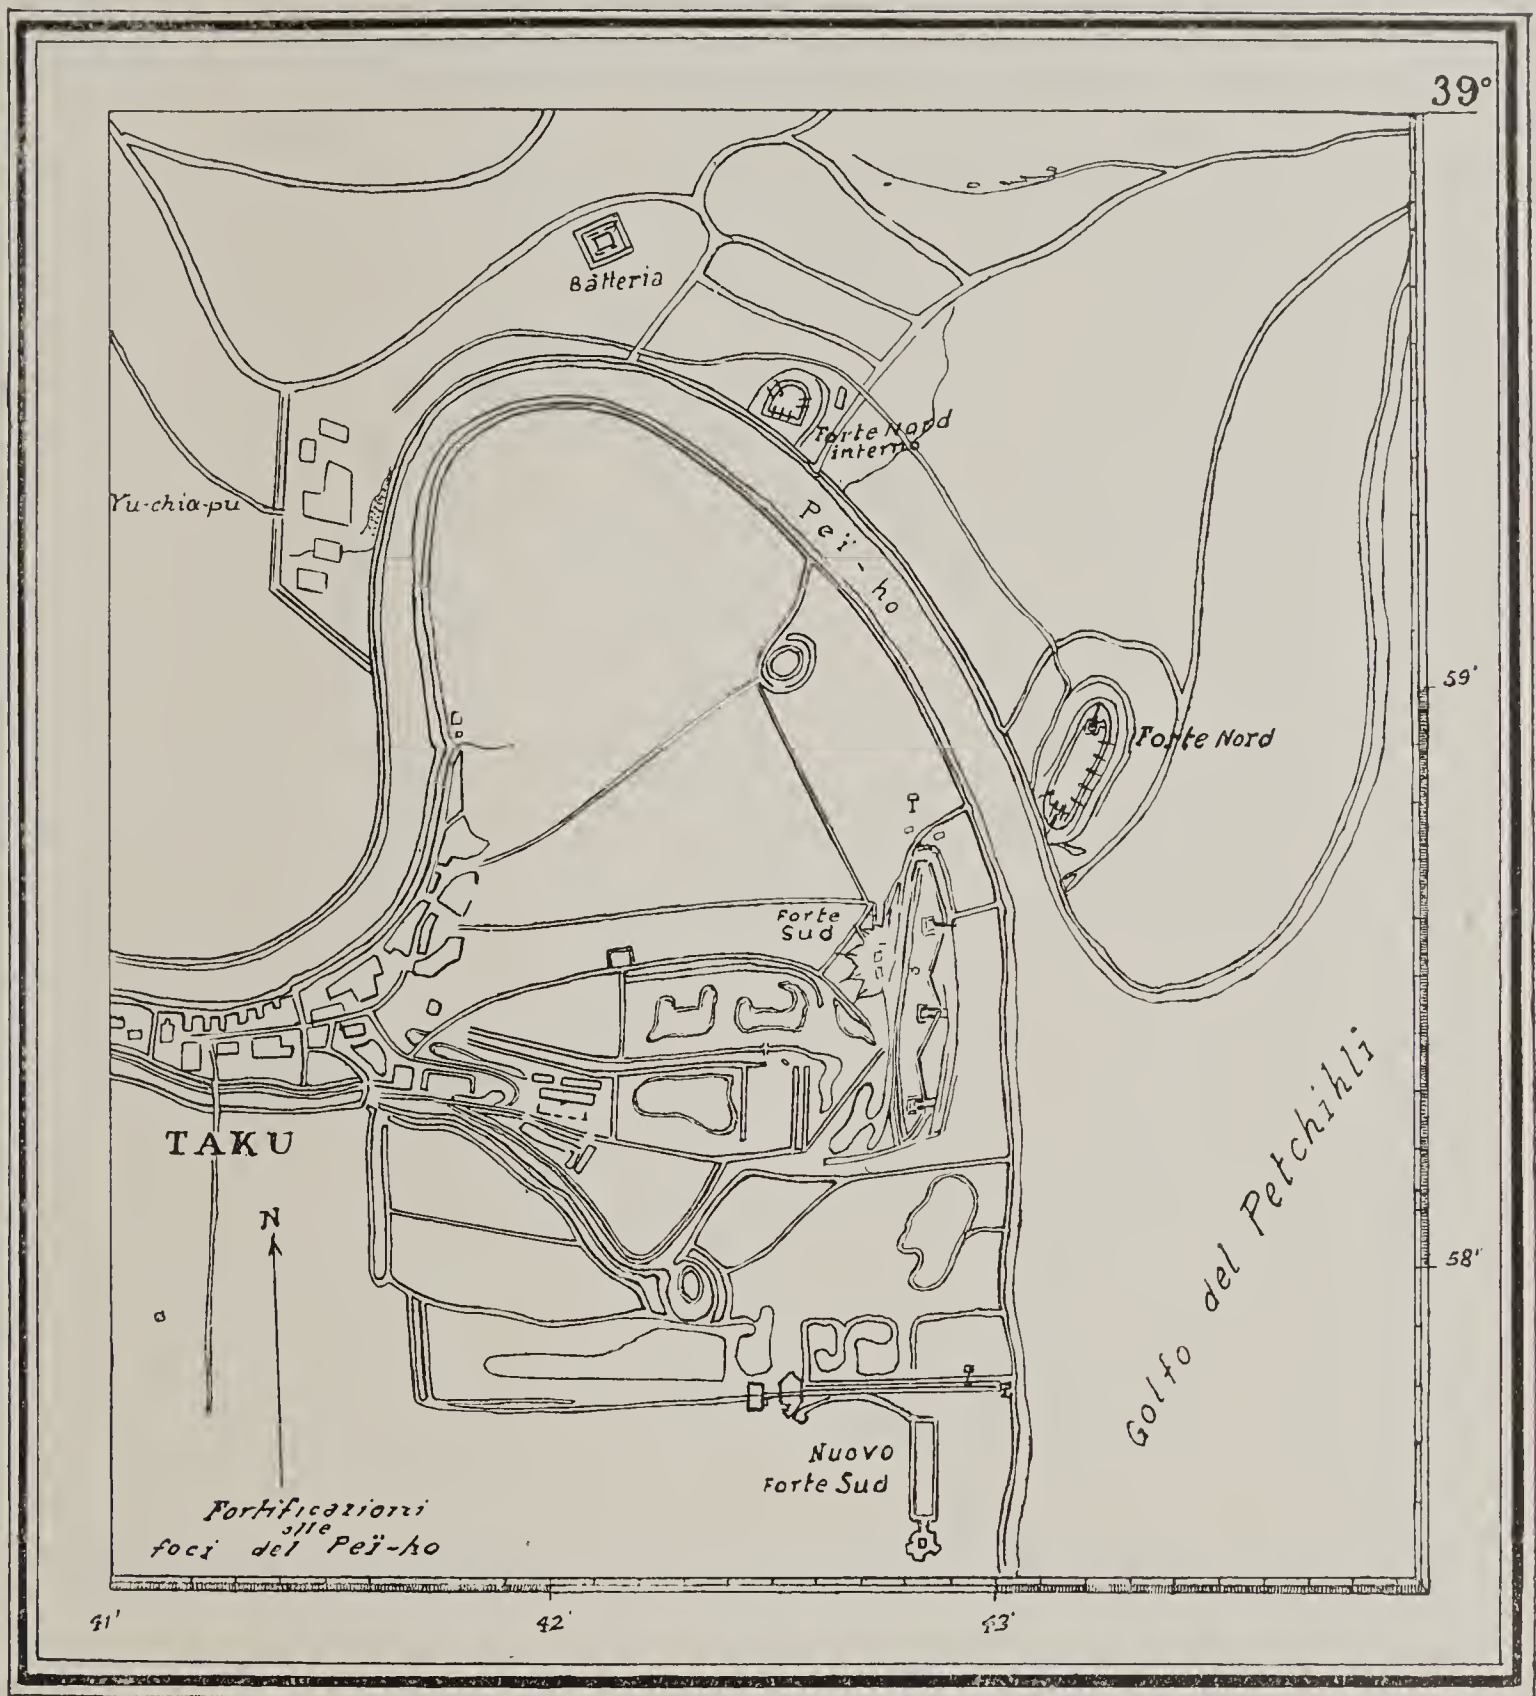 39°
Batteria
Forte Nord
interno
Yu-chia-pu
Peï-ho
59'
Forte Nord
Forte
Sud
TAKU
N
Golfo del Petchihli
58'
Nuovo
Forte Sud
Fortificazioni
alle
foci del Peï-ho
41'
42'
43'